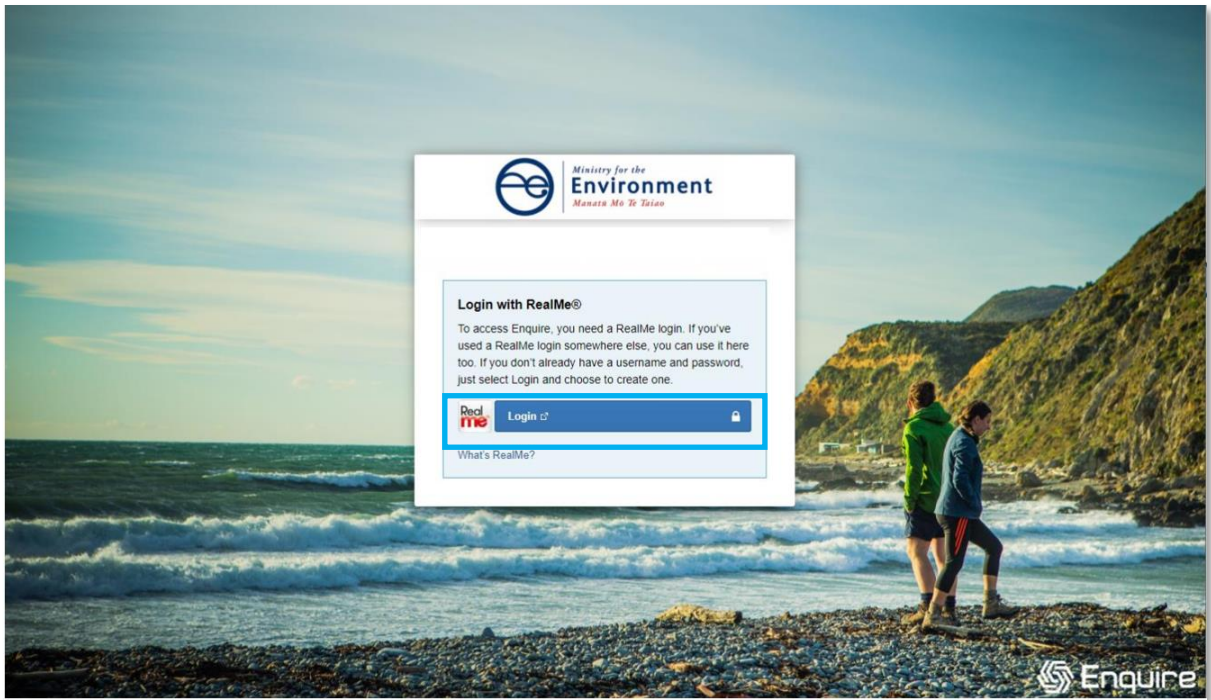 Ministry for the
Environment
Manatū Mō Te Taiao
Login with RealMe®
To access Enquire, you need a RealMe login. If you've
used a RealMe login somewhere else, you can use it here
too. If you don't already have a username and password,
just select Login and choose to create one.
Real
me
Login
What's RealMe?
Enquire